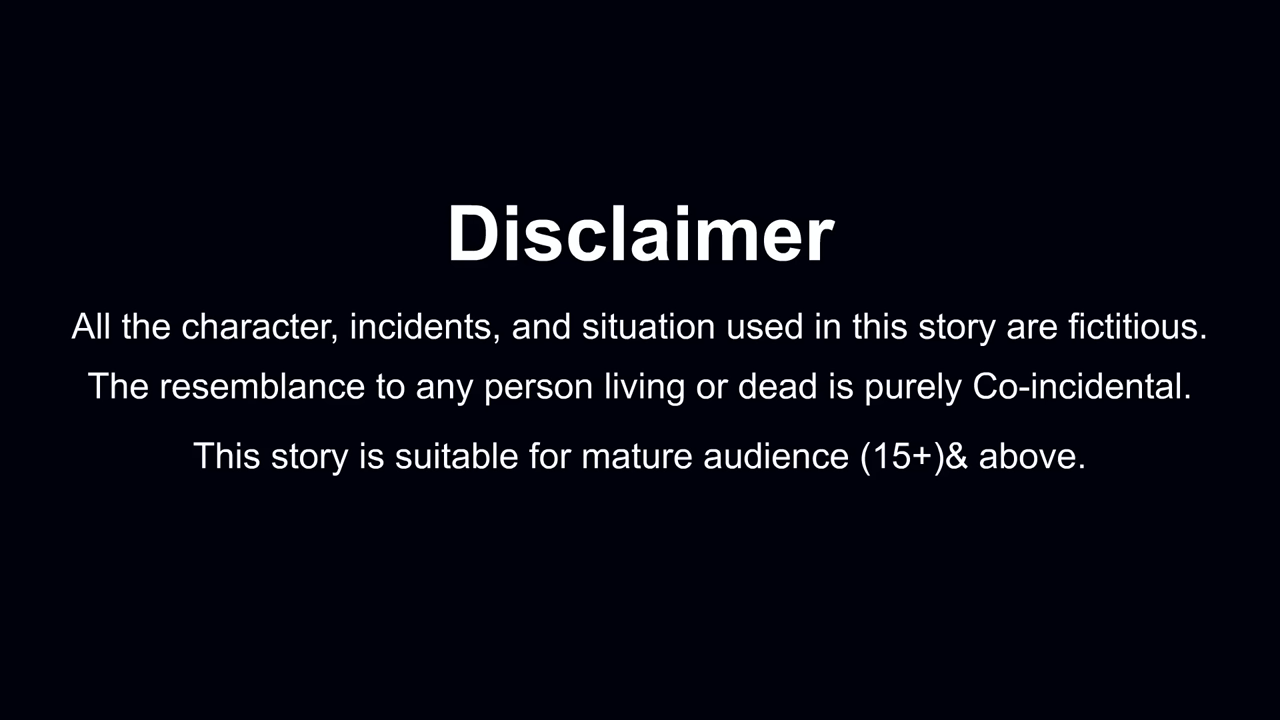 Disclaimer
All the character, incidents, and situation used in this story are fictitious.
The resemblance to any person living or dead is purely Co-incidental.
This story is suitable for mature audience (15+)& above.